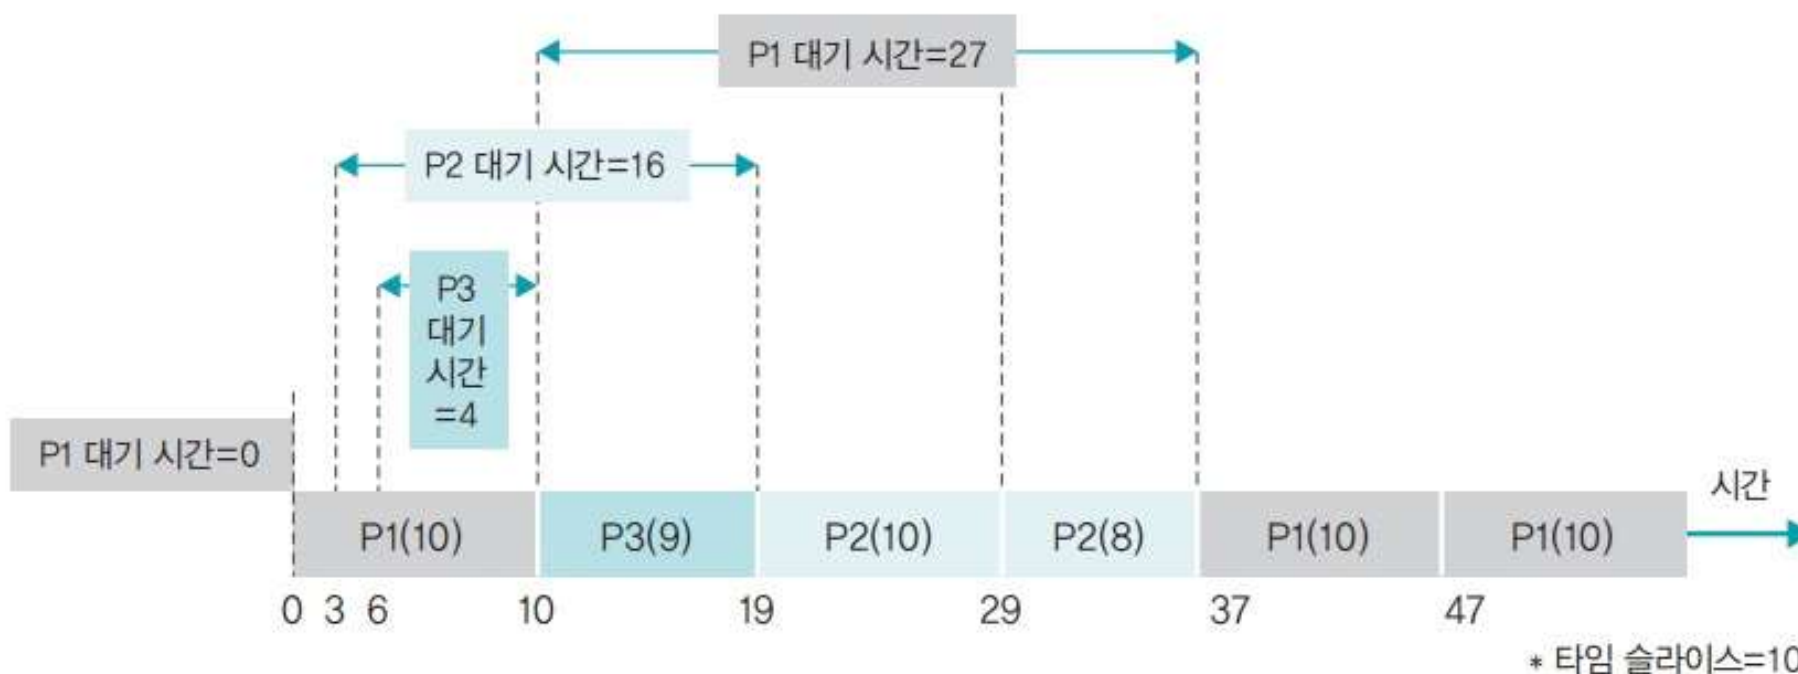 P1 대기 시간=27
P2 대기 시간=16
P3
대기
시간
=4
P1 대기 시간=0
시간
P1(10) P3(9) P2(10) P2(8) P1(10) P1(10)
0 3 6 10 19 29 37 47
* 타임 슬라이스=10